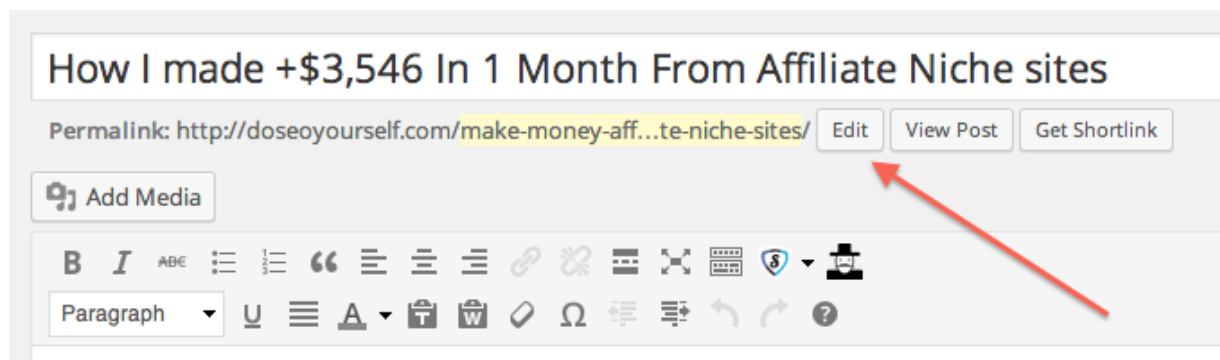 How I made +$3,546 In 1 Month From Affiliate Niche sites
Permalink: http://doseoyourself.com/make-money-aff...te-niche-sites/ Edit View Post Get Shortlink
Add Media
B I ABC
Paragraph U A T W Ω ?